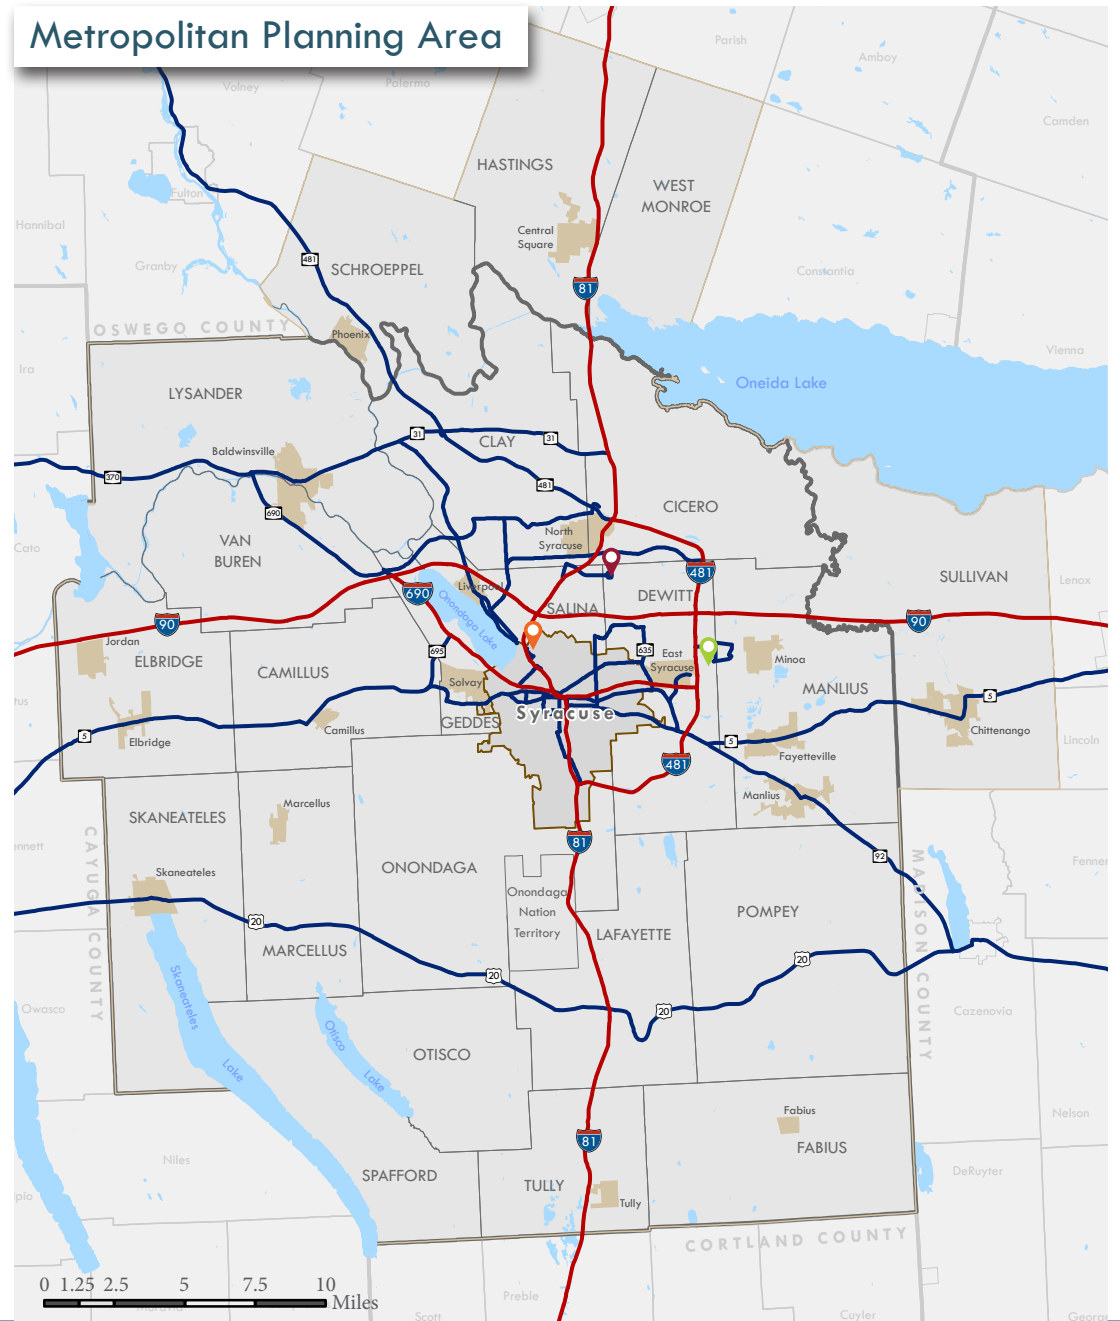 Metropolitan Planning Area
Parish
Amboy
Volney
Palermo
Camden
HASTINGS
WEST
MONROE
Fulton
Hannibal
Central
Square
Granby
481
SCHROEPPEL
Constantia
81
OSWEGO COUNTY
Phoenix
Vienna
Ira
LYSANDER
Oneida Lake
31
CLAY
31
Baldwinsville
370
481
690
CICERO
North
Syracuse
VAN
BUREN
Cato
481
SULLIVAN
Lenox
690
Liverpool
Onondaga Lake
SALINA
DEWITT
90
90
Jordan
ELBRIDGE
CAMILLUS
695
635
East
Syracuse
Minoa
Solvay
MANLIUS
tus
5
Syracuse
GEDDES
Camillus
Elbridge
5
5
Chittenango
Lincoln
Fayetteville
481
Manlius
Marcellus
SKANEATELES
81
ennett
92
Fenner
CAYUGA COUNTY
MADISON COUNTY
Skaneateles
ONONDAGA
Onondaga
Nation
Territory
POMPEY
20
LAFAYETTE
MARCELLUS
20
20
Skaneateles
Lake
20
Owasco
Cazenovia
Otisco
Lake
OTISCO
Fabius
Nelson
81
FABIUS
Niles
SPAFFORD
DeRuyter
TULLY
Tully
pio
CORTLAND COUNTY
0 1.25 2.5 5 7.5 10
Miles
Preble
Moravia
Scott
Cuyler
George